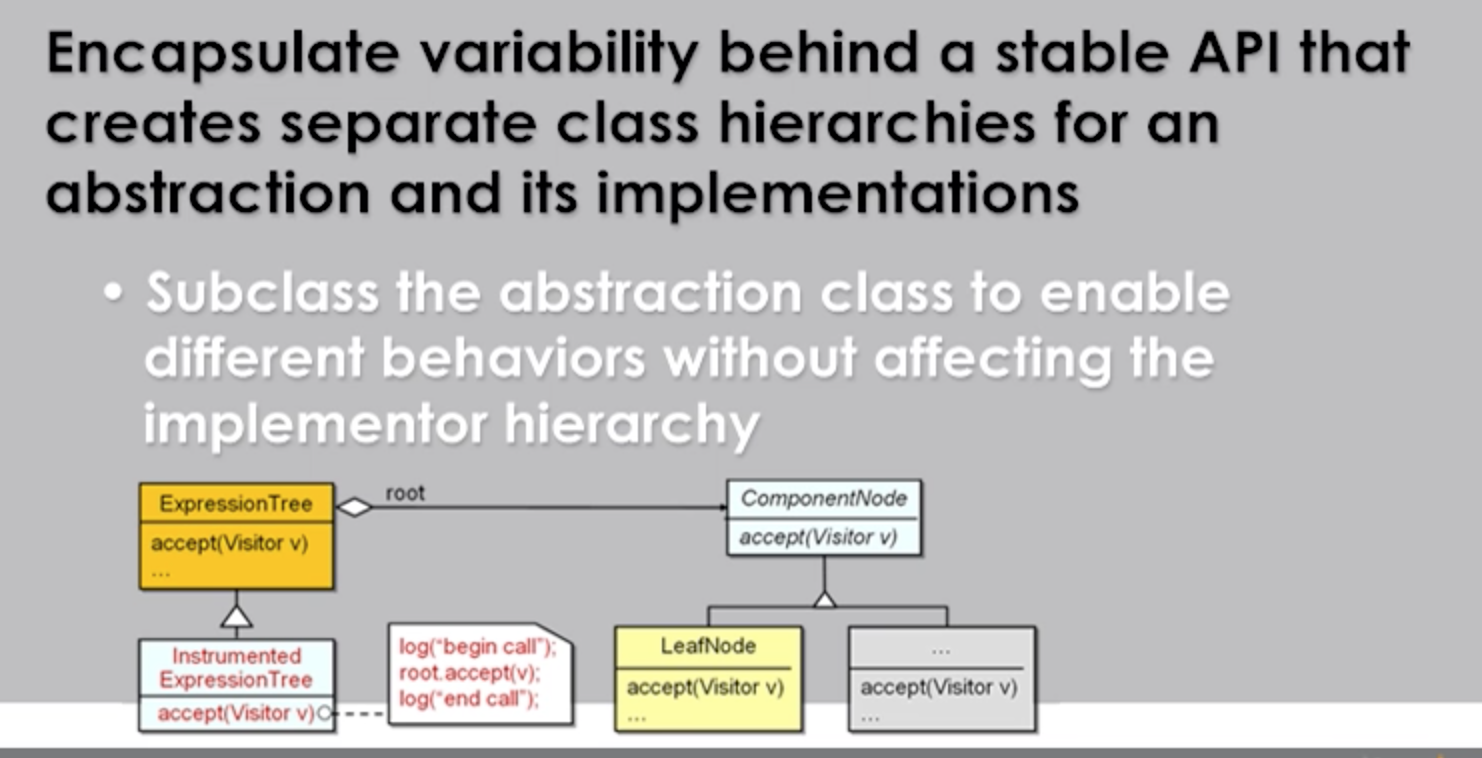 Encapsulate variability behind a stable API that
creates separate class hierarchies for an
abstraction and its implementations
• Subclass the abstraction class to enable
different behaviors without affecting the
implementor hierarchy
ExpressionTree
accept(Visitor v)
...
root
ComponentNode
accept(Visitor v)
Instrumented
ExpressionTree
accept(Visitor v)
log("begin call");
root.accept(v);
log("end call");
LeafNode
accept(Visitor v)
...
...
accept(Visitor v)
...